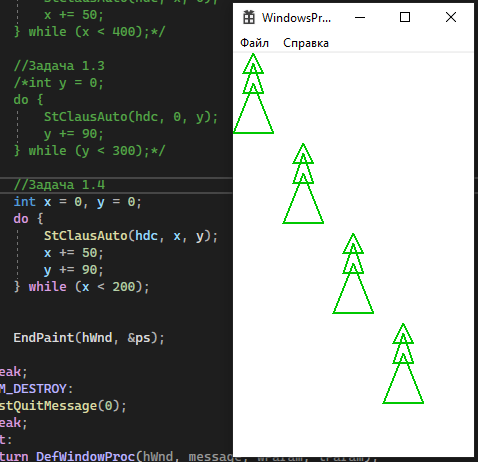 StClausAuto(hdc, x, 0);
x += 50;
} while (x < 400);*/
//Задача 1.3
/*int y = 0;
do {
StClausAuto(hdc, 0, y);
y += 90;
} while (y < 300);*/
//Задача 1.4
int x = 0, y = 0;
do {
StClausAuto(hdc, x, y);
x += 50;
y += 90;
} while (x < 200);
EndPaint(hWnd, &ps);
eak;
M_DESTROY:
stQuitMessage(0);
eak;
t:
turn DefWindowProc(hWnd, message, wParam, lParam);
WindowsPr...
Файл Справка